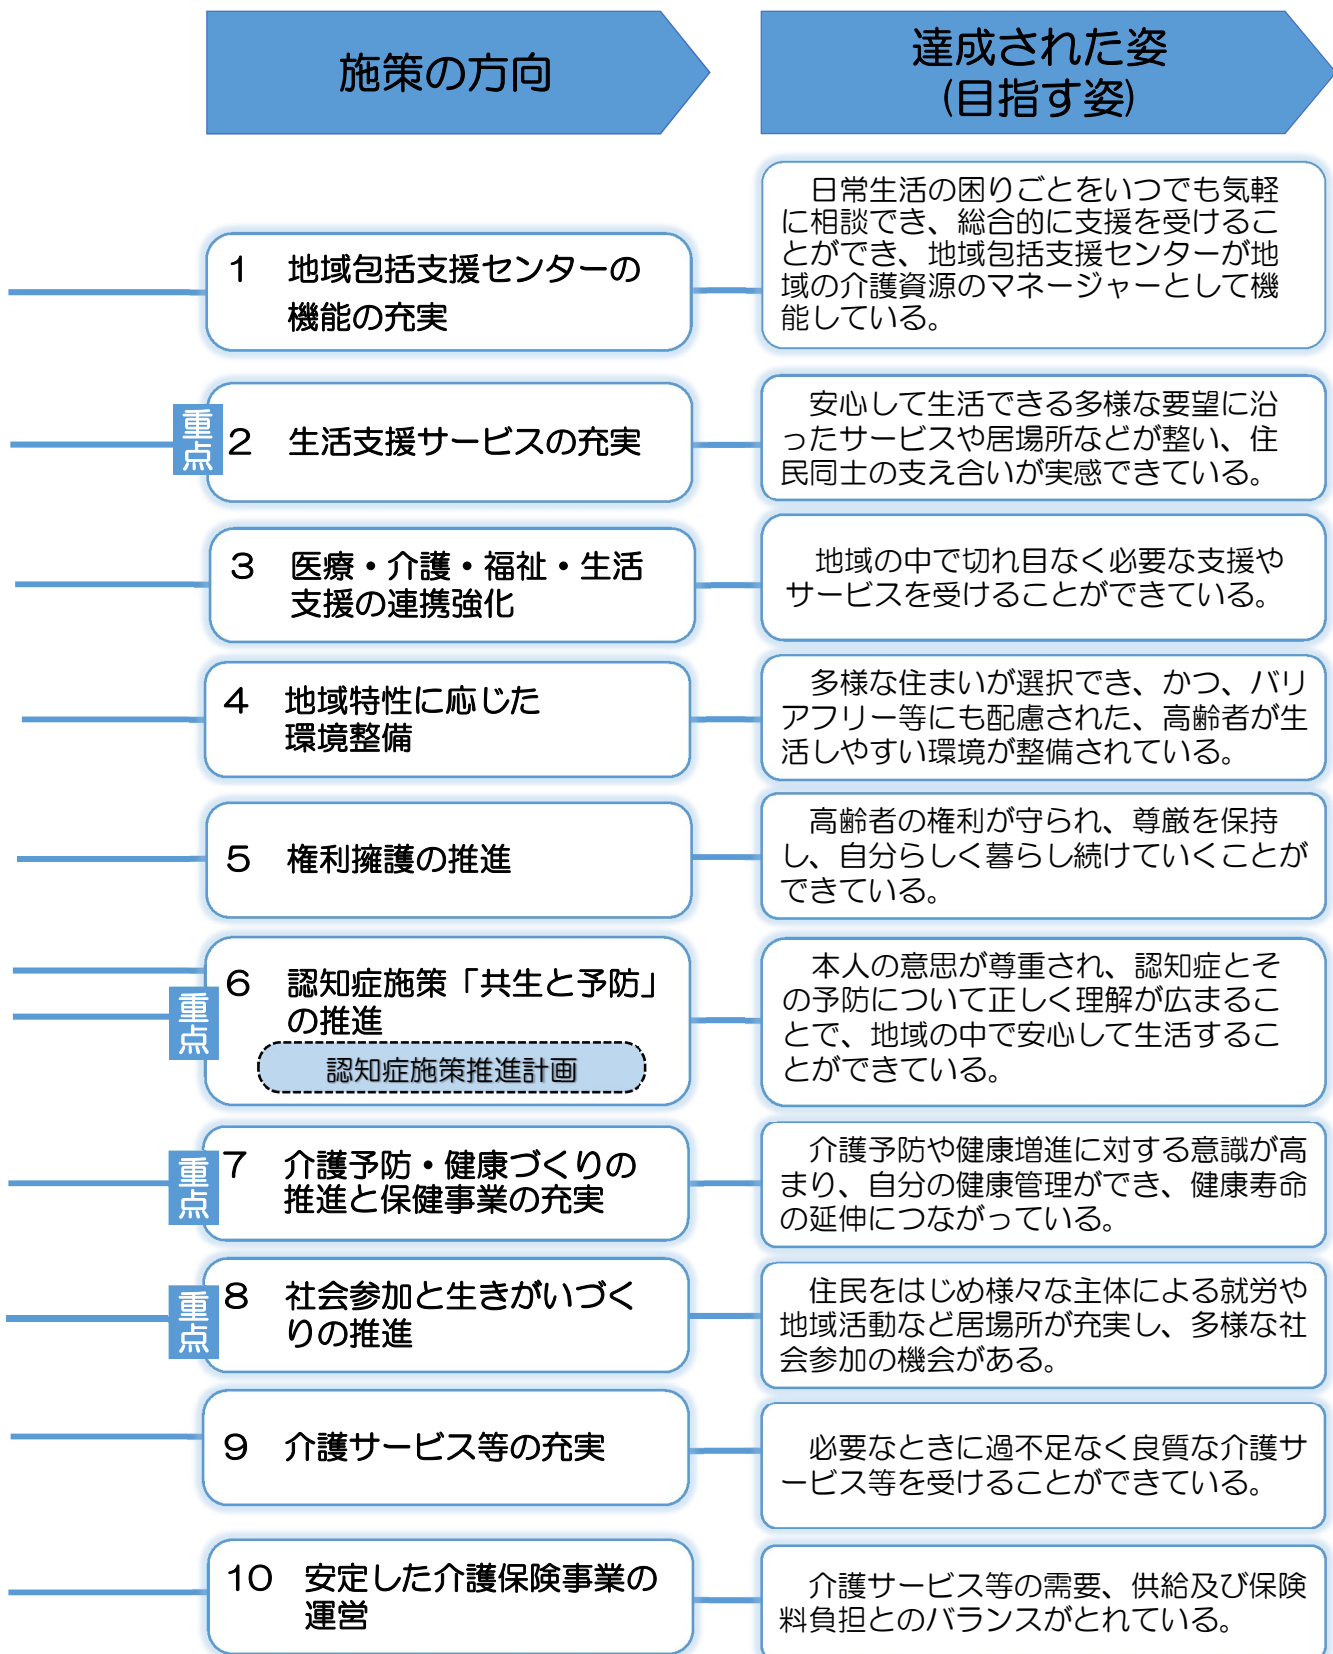 施策の方向
達成された姿
(目指す姿)
1 地域包括支援センターの
機能の充実
日常生活の困りごとをいつでも気軽
に相談でき、総合的に支援を受けるこ
とができ、地域包括支援センターが地
域の介護資源のマネージャーとして機
能している。
重点
2 生活支援サービスの充実
安心して生活できる多様な要望に沿
ったサービスや居場所などが整い、住
民同士の支え合いが実感できている。
3 医療・介護・福祉・生活
支援の連携強化
地域の中で切れ目なく必要な支援や
サービスを受けることができている。
4 地域特性に応じた
環境整備
多様な住まいが選択でき、かつ、バリ
アフリー等にも配慮された、高齢者が生
活しやすい環境が整備されている。
5 権利擁護の推進
高齢者の権利が守られ、尊厳を保持
し、自分らしく暮らし続けていくことが
できている。
重点
6 認知症施策「共生と予防」
の推進
認知症施策推進計画
本人の意思が尊重され、認知症とそ
の予防について正しく理解が広まるこ
とで、地域の中で安心して生活するこ
とができている。
重点
7 介護予防・健康づくりの
推進と保健事業の充実
介護予防や健康増進に対する意識が高
まり、自分の健康管理ができ、健康寿命
の延伸につながっている。
重点
8 社会参加と生きがいづく
りの推進
住民をはじめ様々な主体による就労や
地域活動など居場所が充実し、多様な社
会参加の機会がある。
9 介護サービス等の充実
必要なときに過不足なく良質な介護サ
ービス等を受けることができている。
10 安定した介護保険事業の
運営
介護サービス等の需要、供給及び保険
料負担とのバランスがとれている。